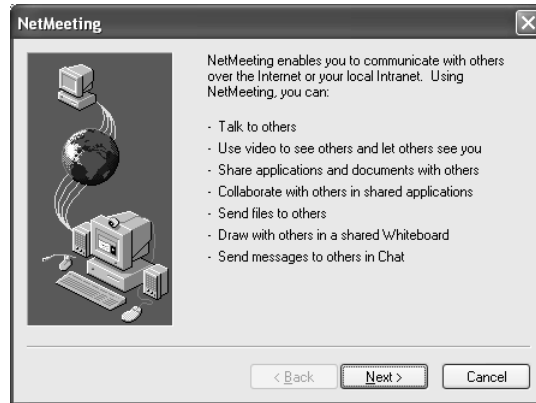 NetMeeting
NetMeeting enables you to communicate with others
over the Internet or your local Intranet. Using
NetMeeting, you can:
- Talk to others
- Use video to see others and let others see you
- Share applications and documents with others
- Collaborate with others in shared applications
- Send files to others
- Draw with others in a shared Whiteboard
- Send messages to others in Chat
< Back
Next >
Cancel